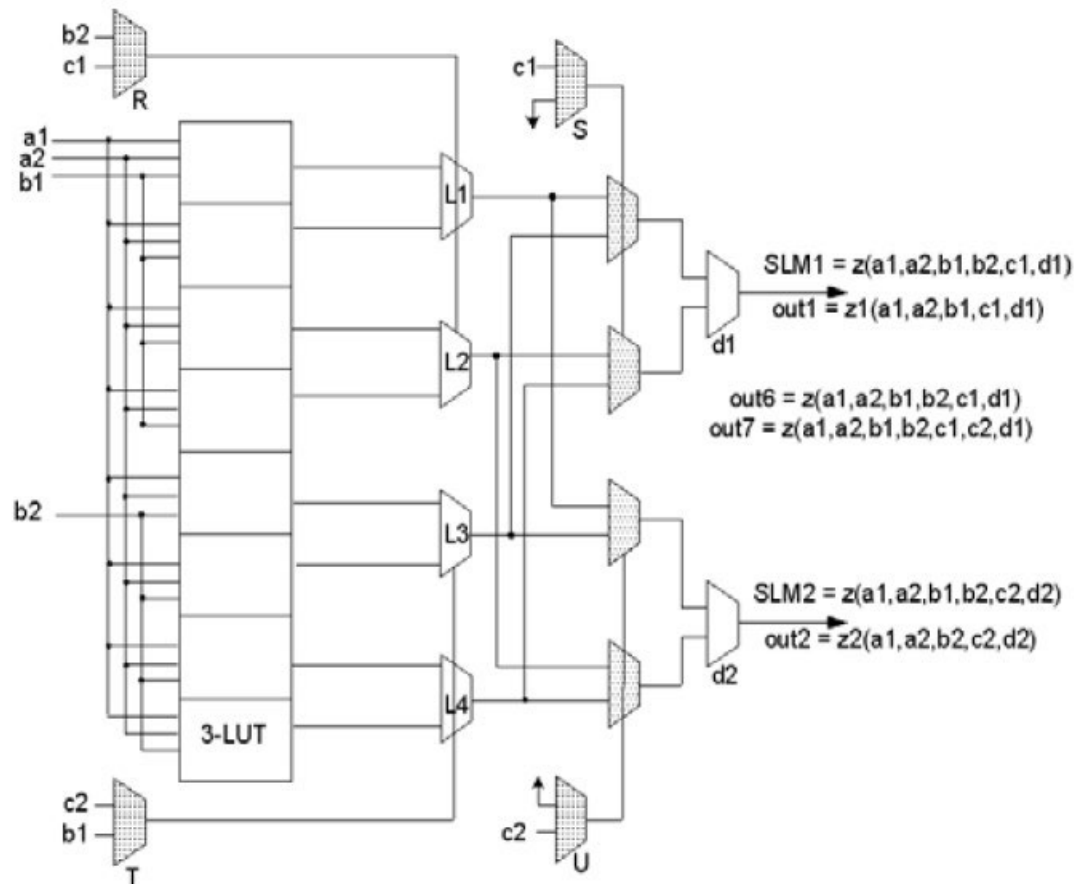 b2
c1
R
c1
S
a1
a2
b1
L1
SLM1 = z(a1,a2,b1,b2,c1,d1)
out1 = z1(a1,a2,b1,c1,d1)
d1
L2
out6 = z(a1,a2,b1,b2,c1,d1)
out7 = z(a1,a2,b1,b2,c1,c2,d1)
b2
L3
SLM2 = z(a1,a2,b1,b2,c2,d2)
out2 = z2(a1,a2,b2,c2,d2)
d2
L4
3-LUT
c2
b1
T
c2
U